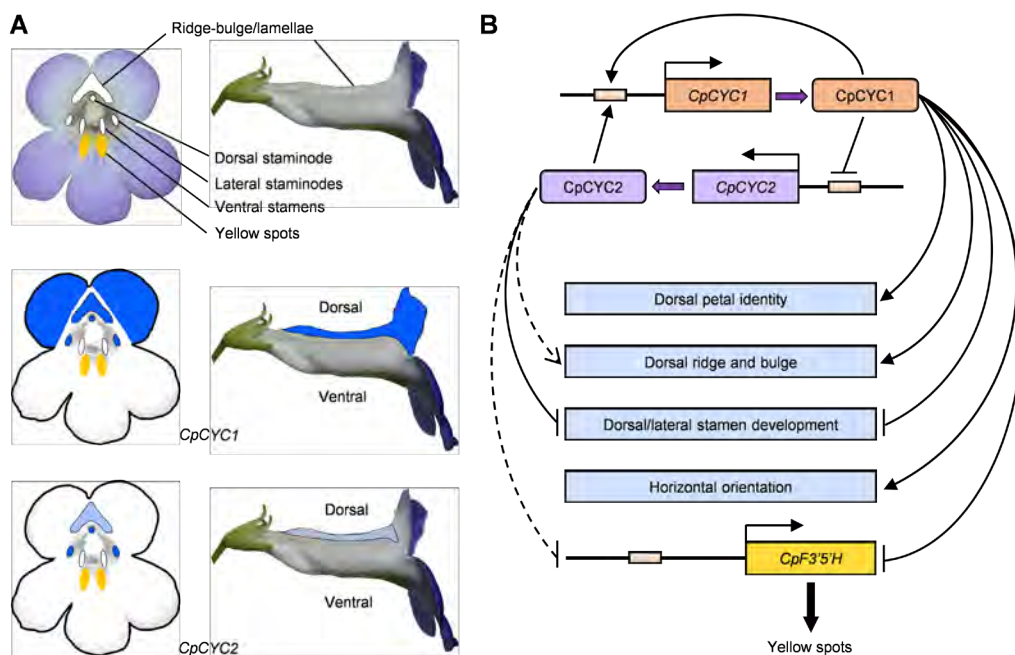 A
Ridge-bulge/lamellae
Dorsal staminode
Lateral staminodes
Ventral stamens
Yellow spots
Dorsal
Ventral
CpCYC1
Dorsal
Ventral
CpCYC2
B
CpCYC1
CpCYC1
CpCYC2
CpCYC2
Dorsal petal identity
Dorsal ridge and bulge
Dorsal/lateral stamen development
Horizontal orientation
CpF3'5'H
Yellow spots